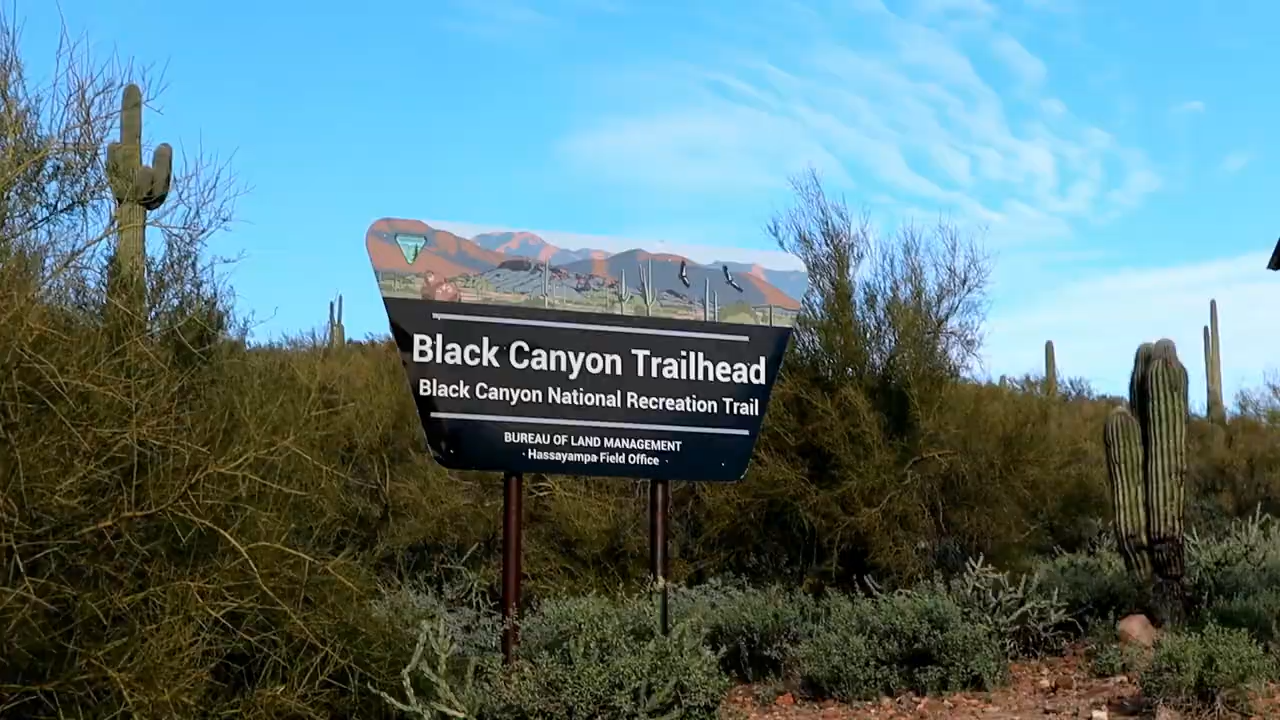 Black Canyon Trailhead
Black Canyon National Recreation Trail
BUREAU OF LAND MANAGEMENT
Hassayampa Field Office